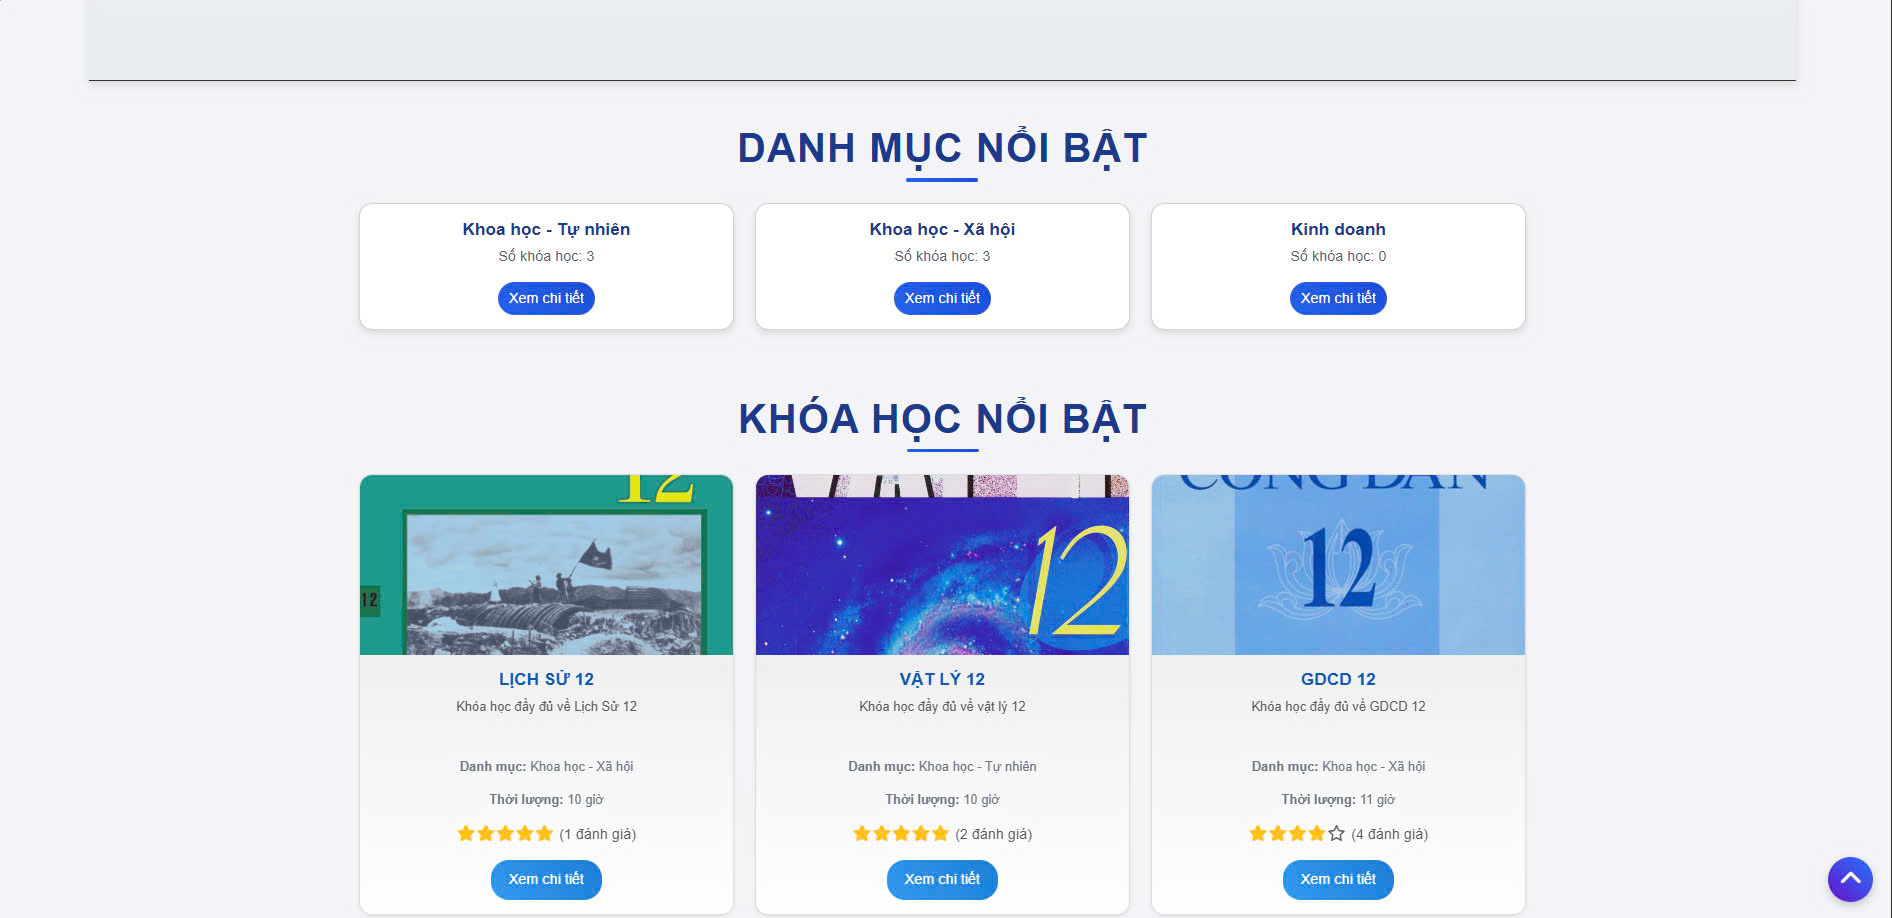 DANH MỤC NỔI BẬT
Khoa học - Tự nhiên
Số khóa học: 3
Xem chi tiết
Khoa học - Xã hội
Số khóa học: 3
Xem chi tiết
Kinh doanh
Số khóa học: 0
Xem chi tiết
KHÓA HỌC NỔI BẬT
12
12
LỊCH SỬ 12
Khóa học đầy đủ về Lịch Sử 12
Danh mục: Khoa học - Xã hội
Thời lượng: 10 giờ
(1 đánh giá)
Xem chi tiết
12
VẬT LÝ 12
Khóa học đầy đủ về vật lý 12
Danh mục: Khoa học - Tự nhiên
Thời lượng: 10 giờ
(2 đánh giá)
Xem chi tiết
CÔNG DÂN
12
GDCD 12
Khóa học đầy đủ về GDCD 12
Danh mục: Khoa học - Xã hội
Thời lượng: 11 giờ
(4 đánh giá)
Xem chi tiết